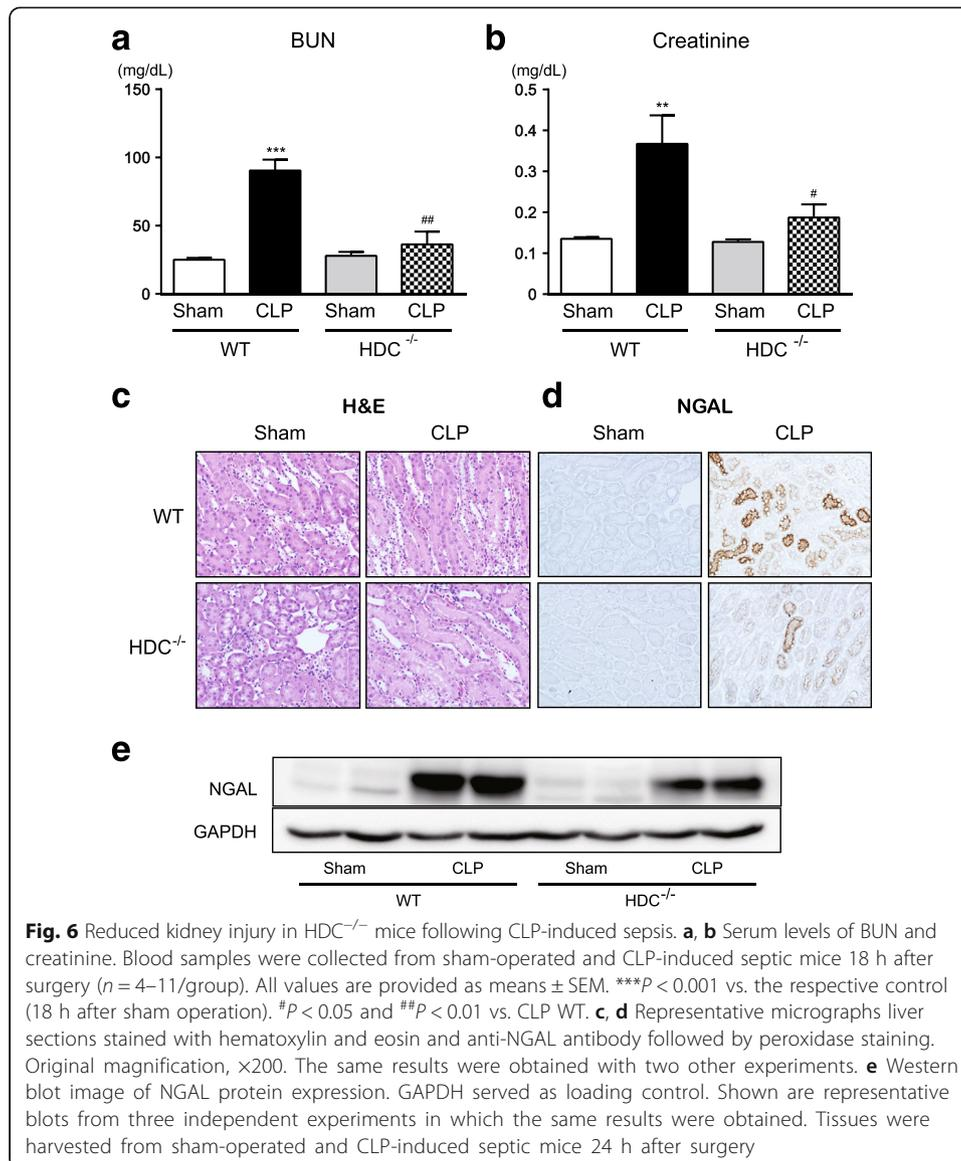 a
BUN
(mg/dL)
150
100
50
0
***
##
Sham CLP Sham CLP
WT HDC -/-
b
Creatinine
(mg/dL)
0.5
0.4
0.3
0.2
0.1
0
**
#
Sham CLP Sham CLP
WT HDC -/-
c
H&E
Sham CLP
d
NGAL
Sham CLP
WT
HDC-/-
e
NGAL
GAPDH
Sham CLP Sham CLP
WT HDC-/-
Fig. 6 Reduced kidney injury in HDC−/− mice following CLP-induced sepsis. a, b Serum levels of BUN and
creatinine. Blood samples were collected from sham-operated and CLP-induced septic mice 18 h after
surgery (n = 4–11/group). All values are provided as means ± SEM. ***P < 0.001 vs. the respective control
(18 h after sham operation). #P < 0.05 and ##P < 0.01 vs. CLP WT. c, d Representative micrographs liver
sections stained with hematoxylin and eosin and anti-NGAL antibody followed by peroxidase staining.
Original magnification, ×200. The same results were obtained with two other experiments. e Western
blot image of NGAL protein expression. GAPDH served as loading control. Shown are representative
blots from three independent experiments in which the same results were obtained. Tissues were
harvested from sham-operated and CLP-induced septic mice 24 h after surgery